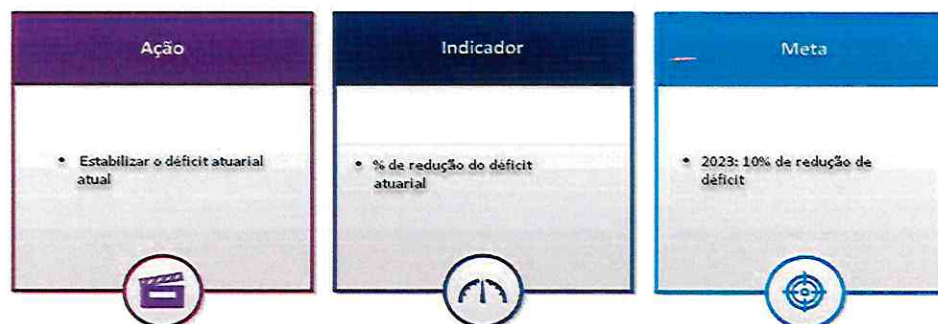 Ação
Indicador
Meta
• Estabilizar o déficit atuarial
atual
• % de redução do déficit
atuarial
• 2023: 10% de redução de
déficit